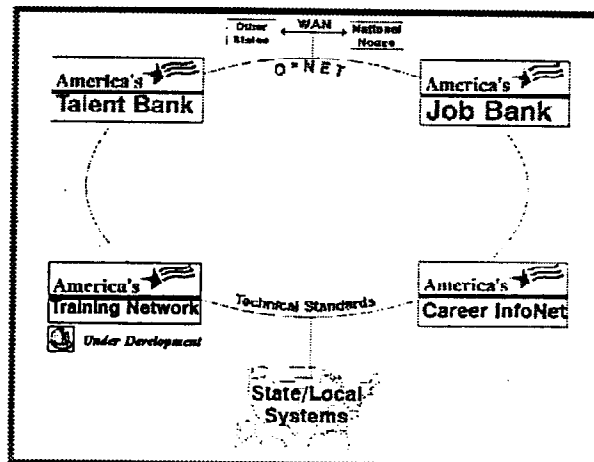 Other WAN National
States Nodes
O*NET
America's
Talent Bank
America's
Job Bank
America's
Training Network
Under Development
Technical Standards
America's
Career InfoNet
State/Local
Systems